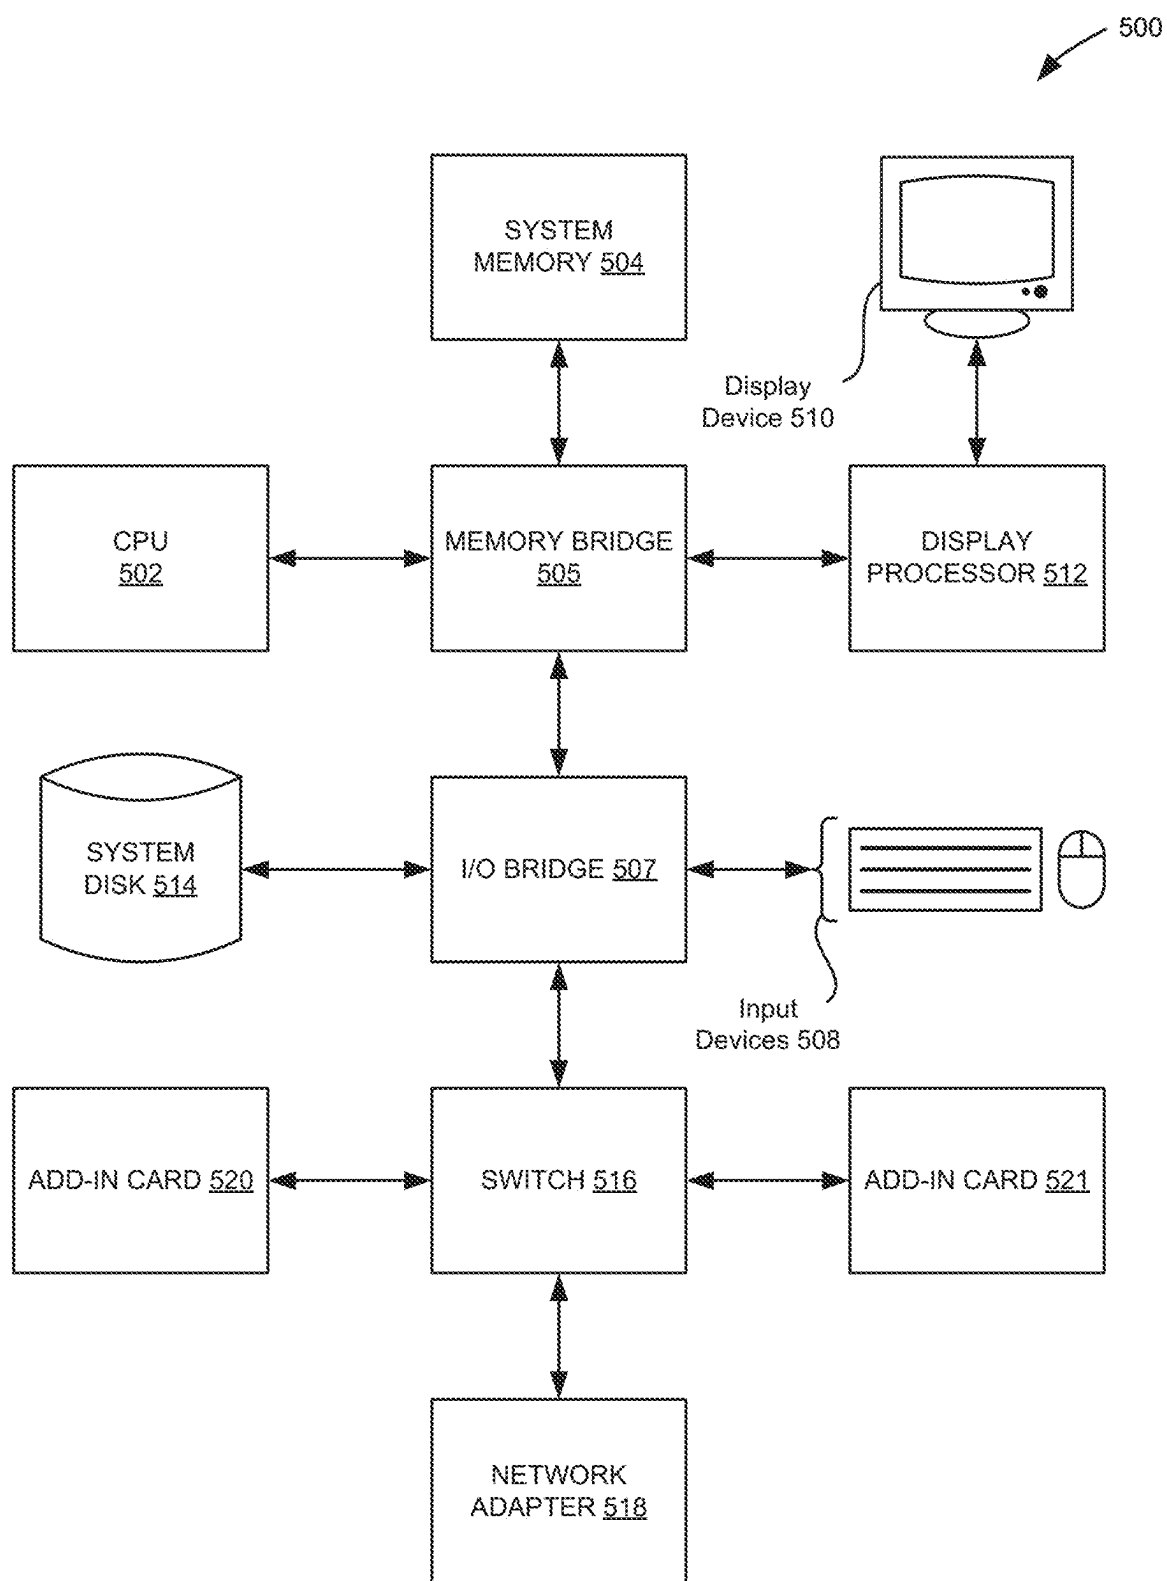 500
SYSTEM
MEMORY 504
Display
Device 510
CPU
502
MEMORY BRIDGE
505
DISPLAY
PROCESSOR 512
SYSTEM
DISK 514
I/O BRIDGE 507
Input
Devices 508
ADD-IN CARD 520
SWITCH 516
ADD-IN CARD 521
NETWORK
ADAPTER 518